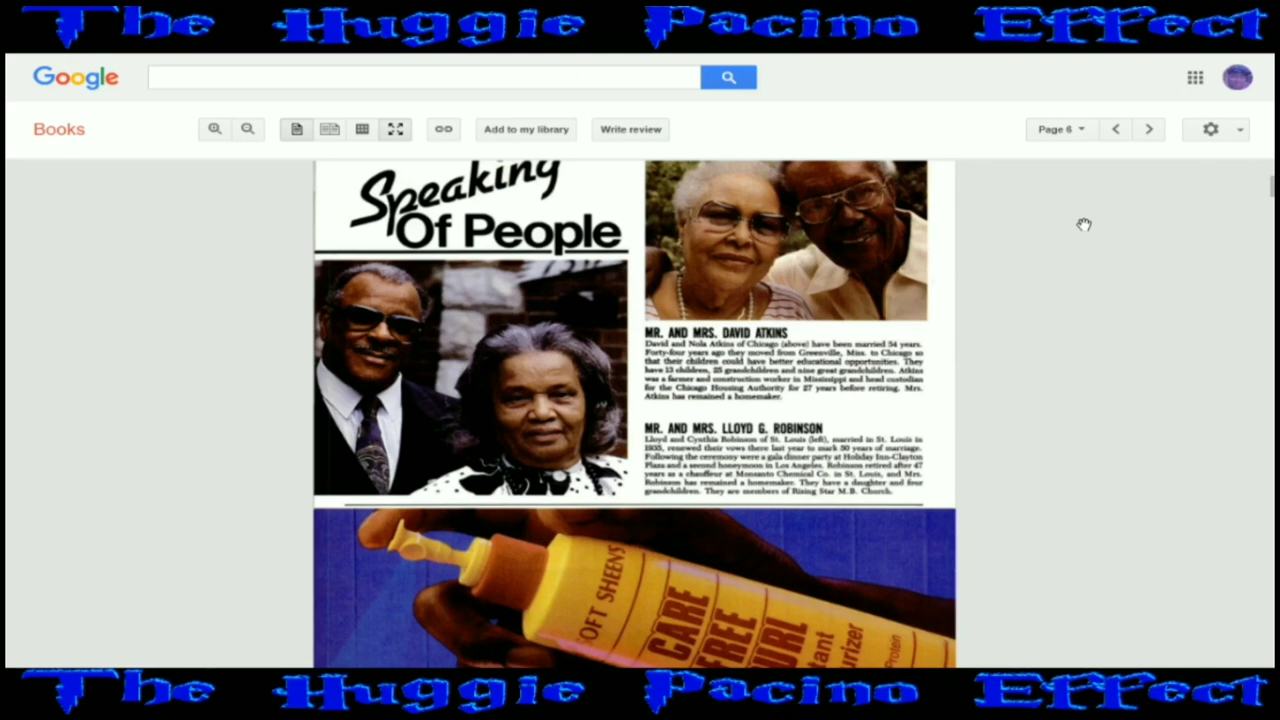 The Huggie Pacino Effect
Google
Books
Add to my library
Write review
Page 6
Speaking
Of People
MR. AND MRS. DAVID ATKINS
David and Nola Atkins of Chicago (above) have been married 54 years.
Forty-four years ago they moved from Greenville, Miss. to Chicago so
that their children could have better educational opportunities. They
have 13 children, 25 grandchildren and nine great grandchildren. Atkins
was a farmer and construction worker in Mississippi and head custodian
for the Chicago Housing Authority for 27 years before retiring. Mrs.
Atkins has remained a homemaker.
MR. AND MRS. LLOYD G. ROBINSON
Lloyd and Cynthia Robinson of St. Louis (left), married in St. Louis in
1935, renewed their vows there last year to mark 50 years of marriage.
Following the ceremony were a gala dinner party at Holiday Inn-Clayton
Plaza and a second honeymoon in Los Angeles. Robinson retired after 47
years as a chauffeur at Monsanto Chemical Co. in St. Louis, and Mrs.
Robinson has remained a homemaker. They have a daughter and four
grandchildren. They are members of Rising Star M.B. Church.
OFT SHEEN'S
CARE
FREE
URL
tant
urizer
Protein
The Huggie Pacino Effect